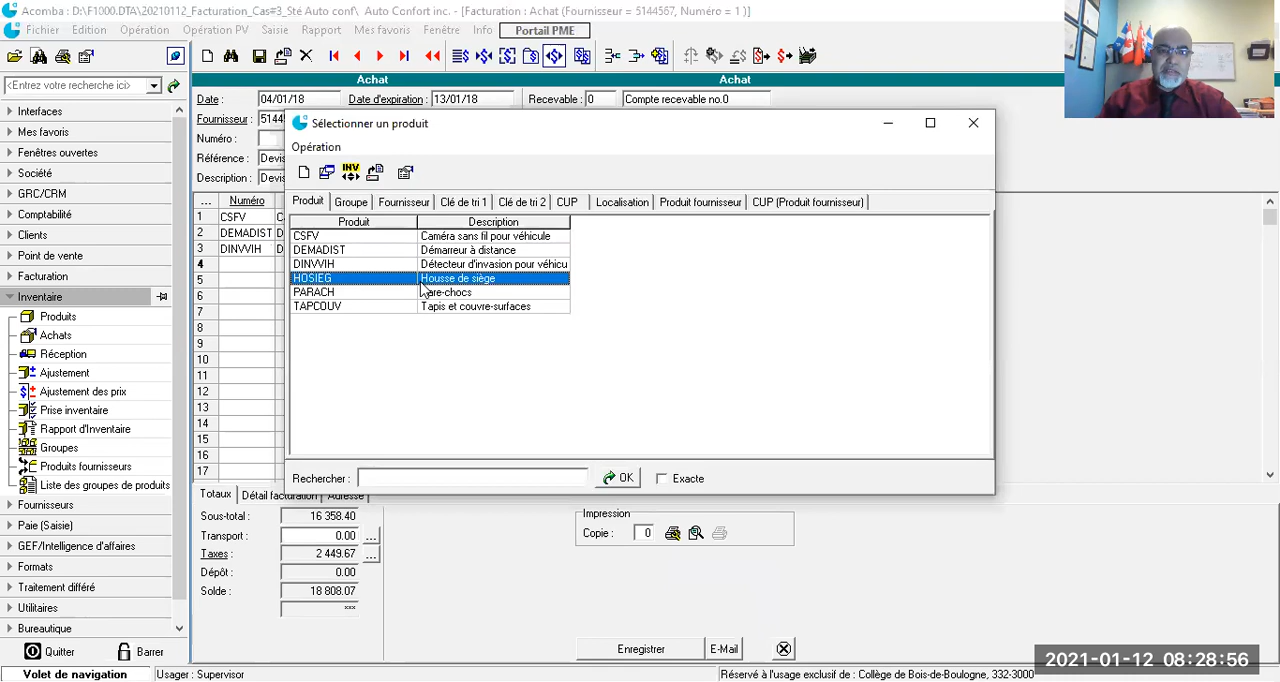 Acomba : D:\F1000.DTA\20210112_Facturation_Cas#3_Sté Auto conf\ Auto Confort inc. - [Facturation : Achat (Fournisseur = 5144567, Numéro = 1 )]
Fichier Edition Opération Opération PV Saisie Rapport Mes favoris Fenêtre Info Portail PME
<Entrez votre recherche ici>
Achat Achat
Date : 04/01/18 Date d'expiration : 13/01/18 Recevable : 0 Compte recevable no.0
Fournisseur : 5144
Numéro :
Référence : Devis
Description : Devis
Interfaces
Mes favoris
Fenêtres ouvertes
Société
GRC/CRM
Comptabilité
Clients
Point de vente
Facturation
Inventaire
Produits
Achats
Réception
Ajustement
Ajustement des prix
Prise inventaire
Rapport d'Inventaire
Groupes
Produits fournisseurs
Liste des groupes de produits
Fournisseurs
Paie (Saisie)
GEF/Intelligence d'affaires
Formats
Traitement différé
Utilitaires
Bureautique
Quitter Barrer
Volet de navigation
... Numéro
1 CSFV
2 DEMADIST
3 DINVVIH
4
5
6
7
8
9
10
11
12
13
14
15
16
17
Sélectionner un produit
Opération
INV
Produit Groupe Fournisseur Clé de tri 1 Clé de tri 2 CUP Localisation Produit fournisseur CUP (Produit fournisseur)
Produit Description
CSFV Caméra sans fil pour véhicule
DEMADIST Démarreur à distance
DINVVIH Détecteur d'invasion pour véhicu
HOSIEG Housse de siège
PARACH Pare-chocs
TAPCOUV Tapis et couvre-surfaces
Rechercher : OK Exacte
Totaux Détail facturation Adresse
Sous-total : 16 358.40
Transport : 0.00 ...
Taxes : 2 449.67 ...
Dépôt : 0.00
Solde : 18 808.07
***
Impression
Copie : 0
Enregistrer E-Mail
2021-01-12 08:28:56
Usager : Supervisor
Réservé à l'usage exclusif de : Collège de Bois-de-Boulogne, 332-3000